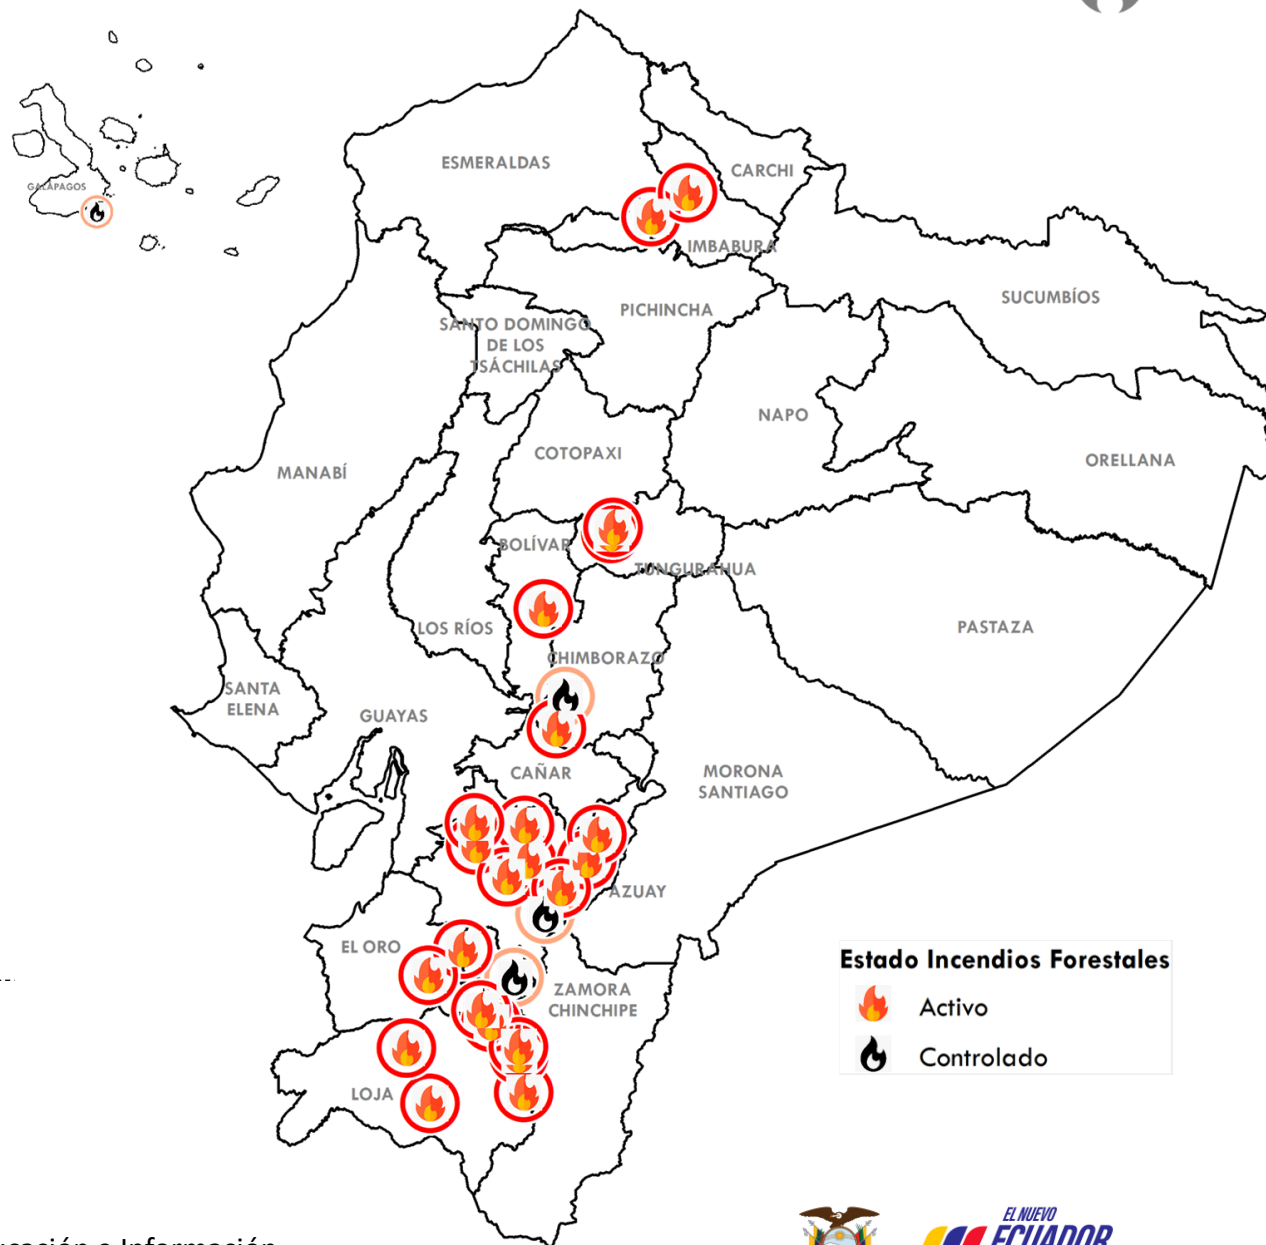 ESMERALDAS
CARCHI
GALÁPAGOS
IMBABURA
SUCUMBÍOS
PICHINCHA
SANTO DOMINGO
DE LOS
TSÁCHILAS
NAPO
COTOPAXI
ORELLANA
MANABÍ
BOLÍVAR
TUNGURAHUA
LOS RÍOS
PASTAZA
CHIMBORAZO
SANTA
ELENA
GUAYAS
CAÑAR
MORONA
SANTIAGO
AZUAY
EL ORO
ZAMORA
CHINCHIPE
LOJA
Estado Incendios Forestales
Activo
Controlado
EL NUEVO
ECUADOR
e Información